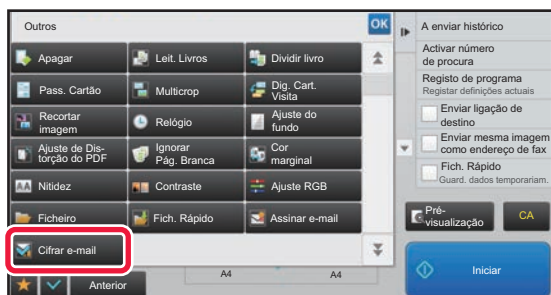 Outros
OK
Apagar
Leit. Livros
Dividir livro
Pass. Cartão
Multicrop
Dig. Cart.
Visita
Recortar
imagem
Relógio
Ajuste do
fundo
Ajuste de Dis-
torção do PDF
Ignorar
Pág. Branca
Cor
marginal
AA
Nitidez
Contraste
Ajuste RGB
Ficheiro
Fich. Rápido
Assinar e-mail
Cifrar e-mail
Anterior
A4
A4
A enviar histórico
Activar número
de procura
Registo de programa
Registar definições actuais
Enviar ligação de
destino
Enviar mesma imagem
como endereço de fax
Fich. Rápido
Guard. dados temporariam.
Pré-
visualização
CA
Iniciar